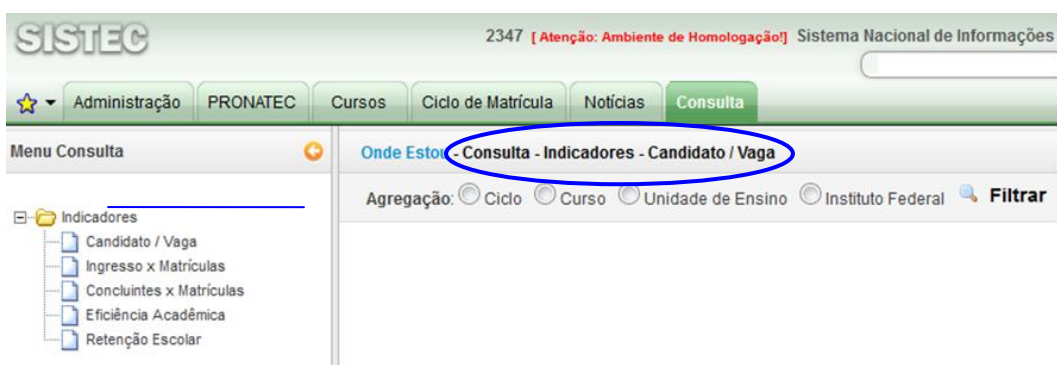 SISTEC
2347 [ Atenção: Ambiente de Homologação!] Sistema Nacional de Informações
Administração PRONATEC Cursos Ciclo de Matrícula Notícias Consulta
Menu Consulta
Onde Estou - Consulta - Indicadores - Candidato / Vaga
Agregação: Ciclo Curso Unidade de Ensino Instituto Federal Filtrar
Indicadores
Candidato / Vaga
Ingresso x Matrículas
Concluintes x Matrículas
Eficiência Acadêmica
Retenção Escolar